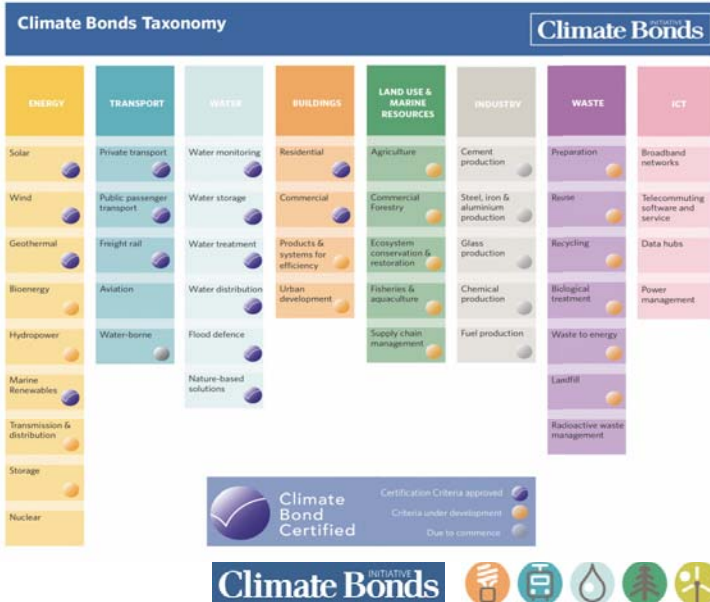 Climate Bonds Taxonomy
INITIATIVE
Climate Bonds
ENERGY
Solar
Wind
Geothermal
Bioenergy
Hydropower
Marine
Renewables
Transmission &
distribution
Storage
Nuclear
TRANSPORT
Private transport
Public passenger
transport
Freight rail
Aviation
Water-borne
WATER
Water monitoring
Water storage
Water treatment
Water distribution
Flood defence
Nature-based
solutions
BUILDINGS
Residential
Commercial
Products &
systems for
efficiency
Urban
development
LAND USE &
MARINE
RESOURCES
Agriculture
Commercial
Forestry
Ecosystem
conservation &
restoration
Fisheries &
aquaculture
Supply chain
management
INDUSTRY
Cement
production
Steel, iron &
aluminium
production
Glass
production
Chemical
production
Fuel production
WASTE
Preparation
Reuse
Recycling
Biological
treatment
Waste to energy
Landfill
Radioactive waste
management
ICT
Broadband
networks
Telecommuting
software and
service
Data hubs
Power
management
Climate
Bond
Certified
Certification Criteria approved
Criteria under development
Due to commence
INITIATIVE
Climate Bonds